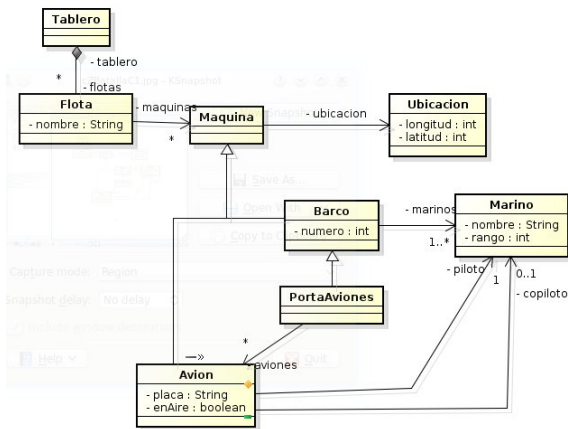 Tablero
- tablero
*
- flotas
Flota
- nombre : String
- maquinas
*
Maquina
- ubicacion
Ubicacion
- longitud : int
- latitud : int
Barco
- numero : int
- marinos
1..*
Marino
- nombre : String
- rango : int
- piloto
1
0..1
- copiloto
PortaAviones
*
- aviones
Avion
- placa : String
- enAire : boolean
Save As...
Open With
Copy to
Capture mode:
Region
Snapshot delay:
No delay
Help
Quit